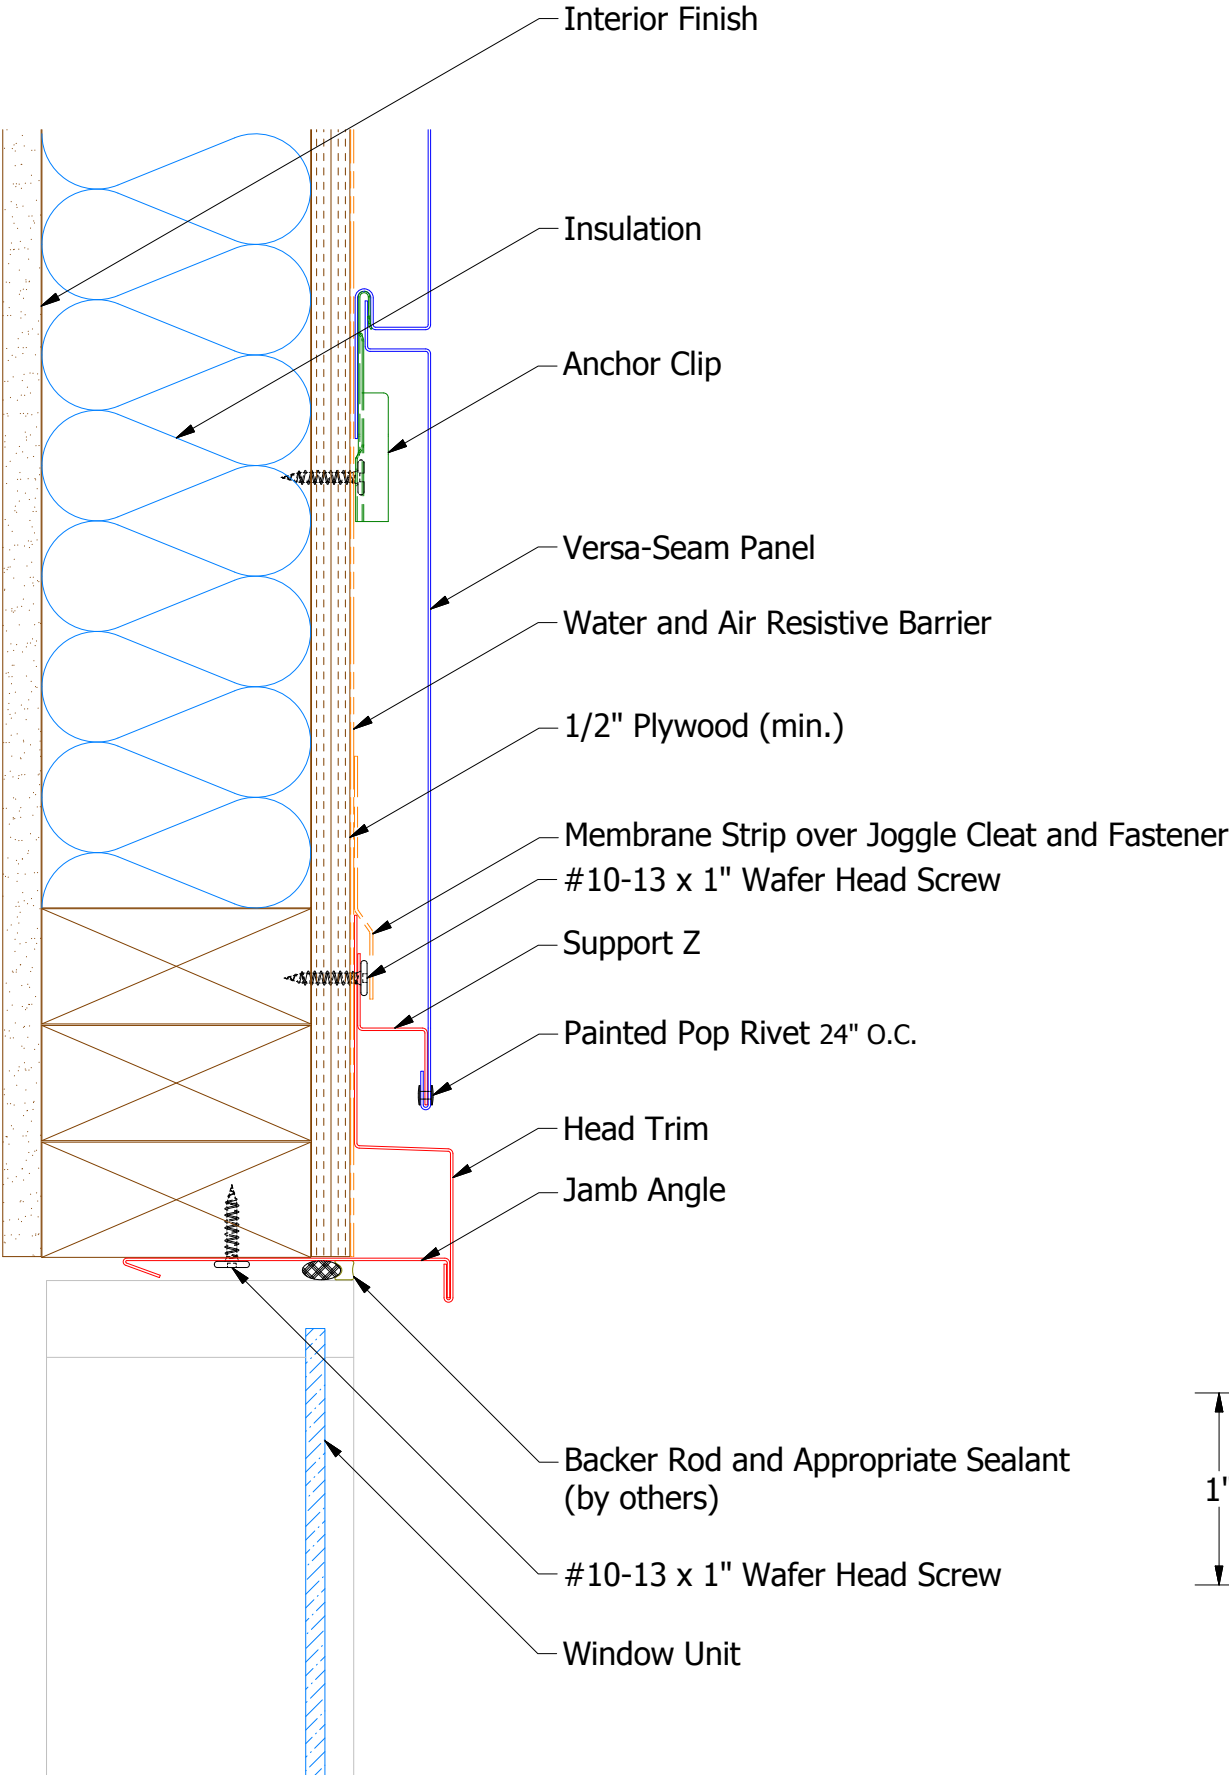 Interior Finish
Insulation
Anchor Clip
Versa-Seam Panel
Water and Air Resistive Barrier
1/2" Plywood (min.)
Membrane Strip over Joggle Cleat and Fastener
#10-13 x 1" Wafer Head Screw
Support Z
Painted Pop Rivet 24" O.C.
Head Trim
Jamb Angle
Backer Rod and Appropriate Sealant
(by others)
1'
#10-13 x 1" Wafer Head Screw
Window Unit